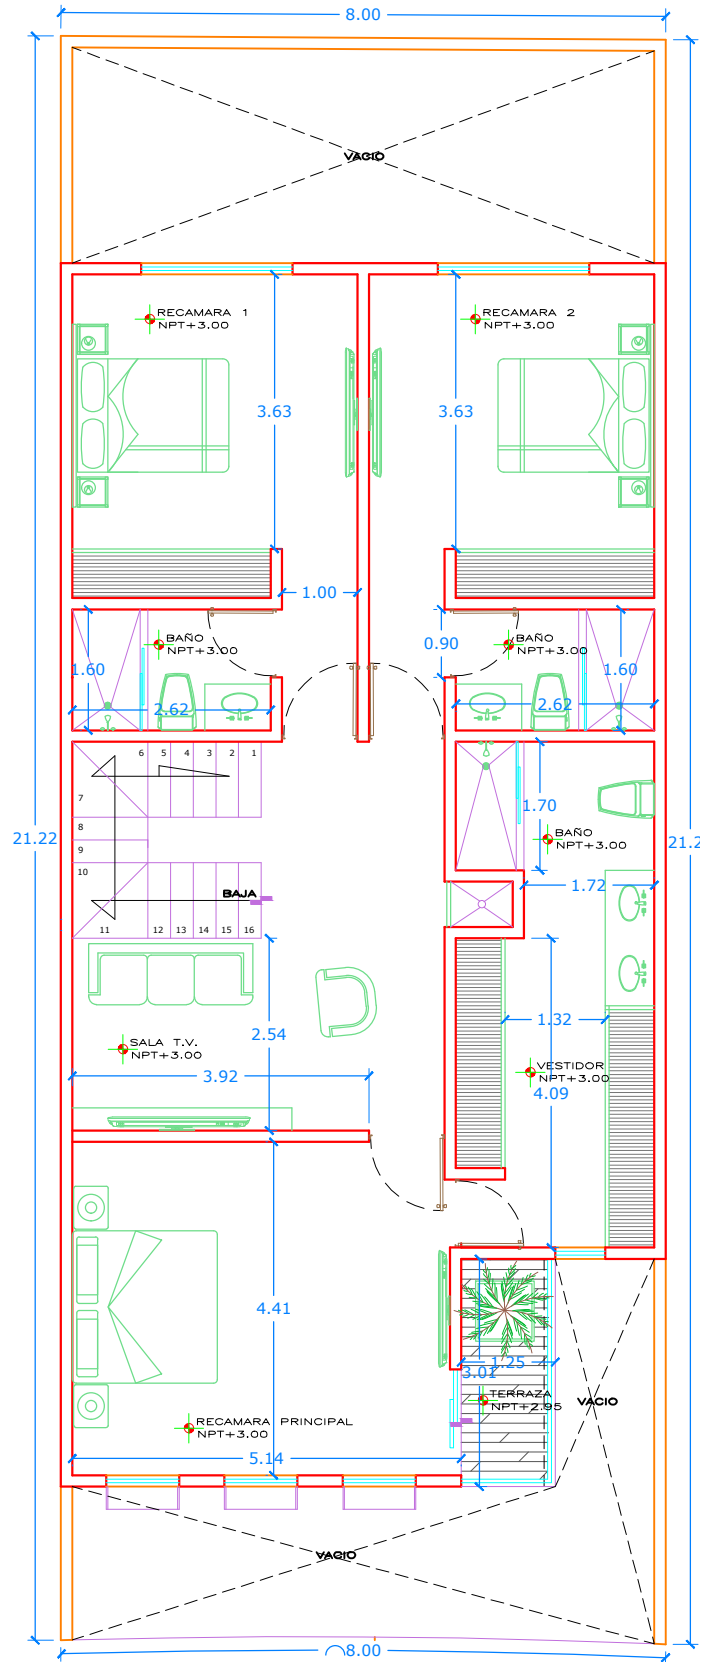 8.00
VACIO
RECAMARA 1
NPT+3.00
RECAMARA 2
NPT+3.00
3.63
3.63
1.00
BAÑO
NPT+3.00
0.90
BAÑO
NPT+3.00
1.60
1.60
2.62
2.62
6 5 4 3 2 1
7
8
9
10
11 12 13 14 15 16
BAJA
1.70
21.22
BAÑO
NPT+3.00
21.2
1.72
2.54
1.32
SALA T.V.
NPT+3.00
3.92
VESTIDOR
NPT+3.00
4.09
4.41
1.25
3.01
TERRAZA
NPT+2.95
VACIO
RECAMARA PRINCIPAL
NPT+3.00
5.14
VACIO
8.00